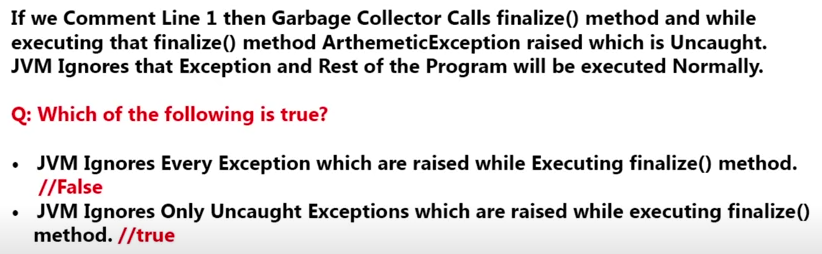 If we Comment Line 1 then Garbage Collector Calls finalize() method and while
executing that finalize() method ArthemeticException raised which is Uncaught.
JVM Ignores that Exception and Rest of the Program will be executed Normally.
Q: Which of the following is true?
• JVM Ignores Every Exception which are raised while Executing finalize() method.
//False
• JVM Ignores Only Uncaught Exceptions which are raised while executing finalize()
method. //true